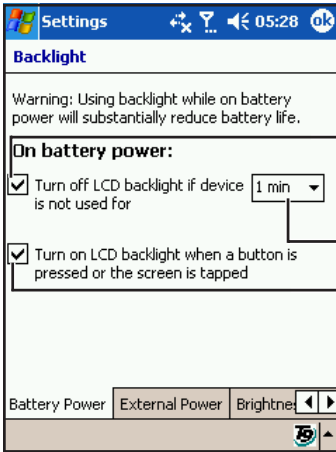 Settings 05:28 ok
Backlight
Warning: Using backlight while on battery
power will substantially reduce battery life.
On battery power:
Turn off LCD backlight if device 1 min
is not used for
Turn on LCD backlight when a button is
pressed or the screen is tapped
Battery Power External Power Brightnes
T9